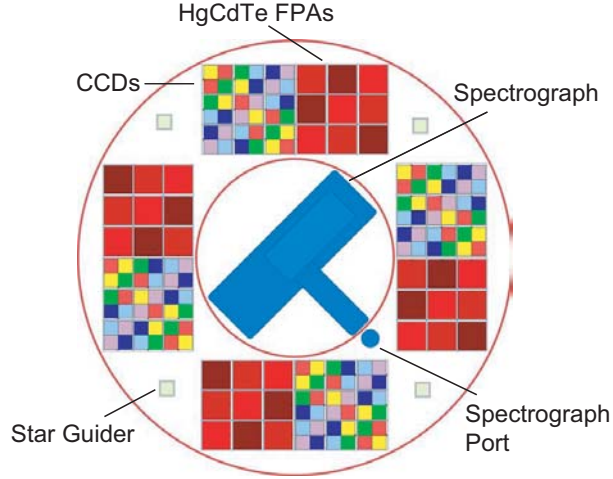 HgCdTe FPAs
CCDs
Spectrograph
Star Guider
Spectrograph
Port